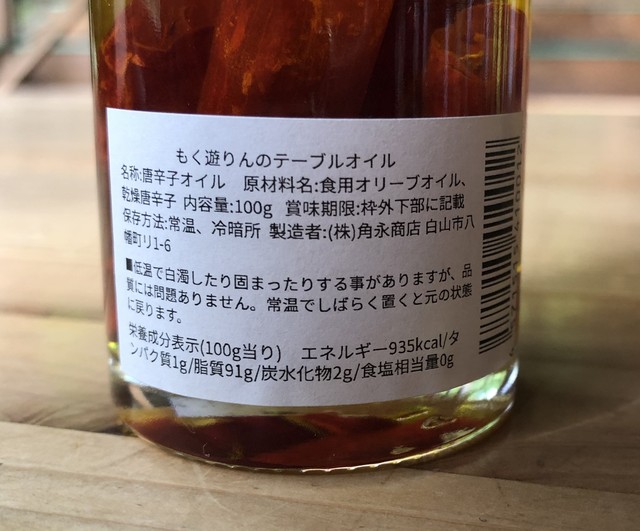 もく遊りんのテーブルオイル
名称:唐辛子オイル　原材料名:食用オリーブオイル、
乾燥唐辛子 内容量:100g　賞味期限:枠外下部に記載
保存方法:常温、冷暗所 製造者:(株)角永商店 白山市八
幡町リ1-6
■低温で白濁したり固まったりする事がありますが、品
質には問題ありません。常温でしばらく置くと元の状態
に戻ります。
栄養成分表示(100g当り)　エネルギー935kcal/タ
ンパク質1g/脂質91g/炭水化物2g/食塩相当量0g